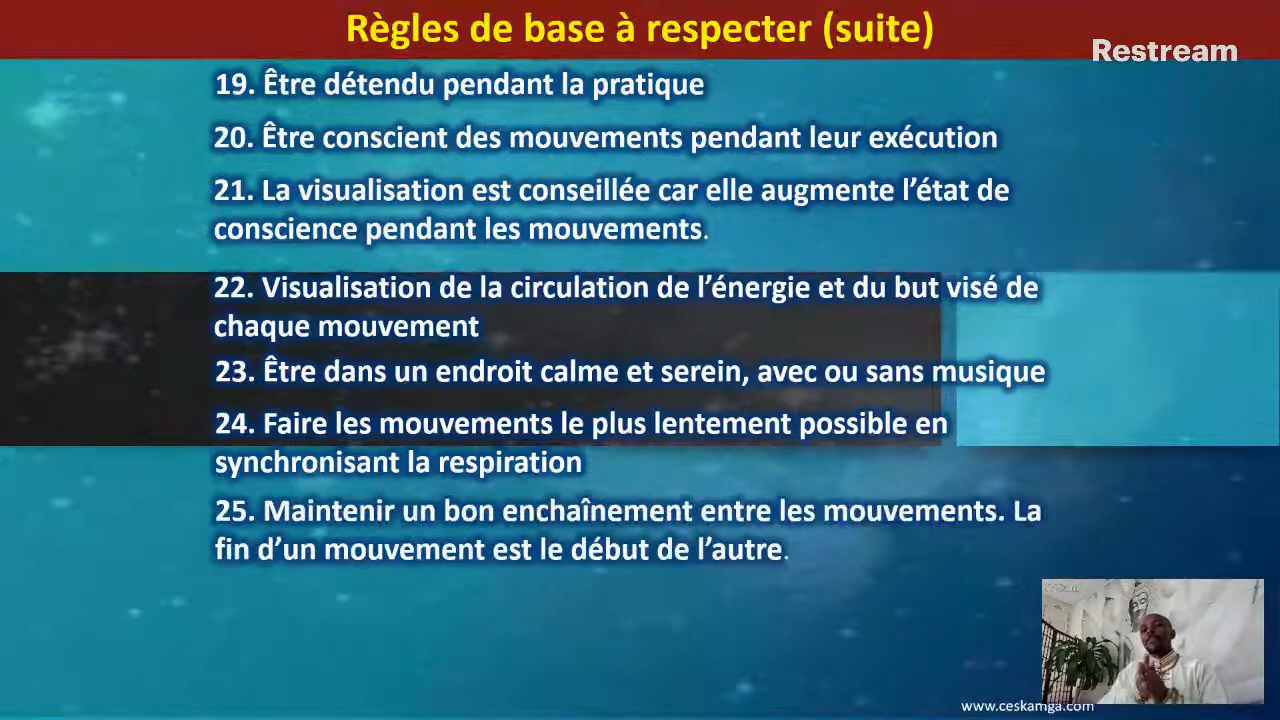 Règles de base à respecter (suite)
Restream
19. Être détendu pendant la pratique
20. Être conscient des mouvements pendant leur exécution
21. La visualisation est conseillée car elle augmente l’état de
conscience pendant les mouvements.
22. Visualisation de la circulation de l’énergie et du but visé de
chaque mouvement
23. Être dans un endroit calme et serein, avec ou sans musique
24. Faire les mouvements le plus lentement possible en
synchronisant la respiration
25. Maintenir un bon enchaînement entre les mouvements. La
fin d’un mouvement est le début de l’autre.
www.ceskamga.com